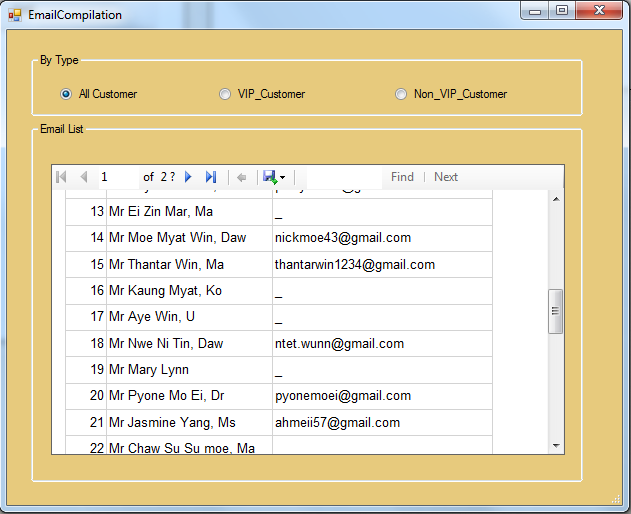 EmailCompilation
By Type
All Customer VIP_Customer Non_VIP_Customer
Email List
1 of 2? Find | Next
13 Mr Ei Zin Mar, Ma _
14 Mr Moe Myat Win, Daw nickmoe43@gmail.com
15 Mr Thantar Win, Ma thantarwin1234@gmail.com
16 Mr Kaung Myat, Ko _
17 Mr Aye Win, U _
18 Mr Nwe Ni Tin, Daw ntet.wunn@gmail.com
19 Mr Mary Lynn _
20 Mr Pyone Mo Ei, Dr pyonemoei@gmail.com
21 Mr Jasmine Yang, Ms ahmeii57@gmail.com
22 Mr Chaw Su Su moe, Ma